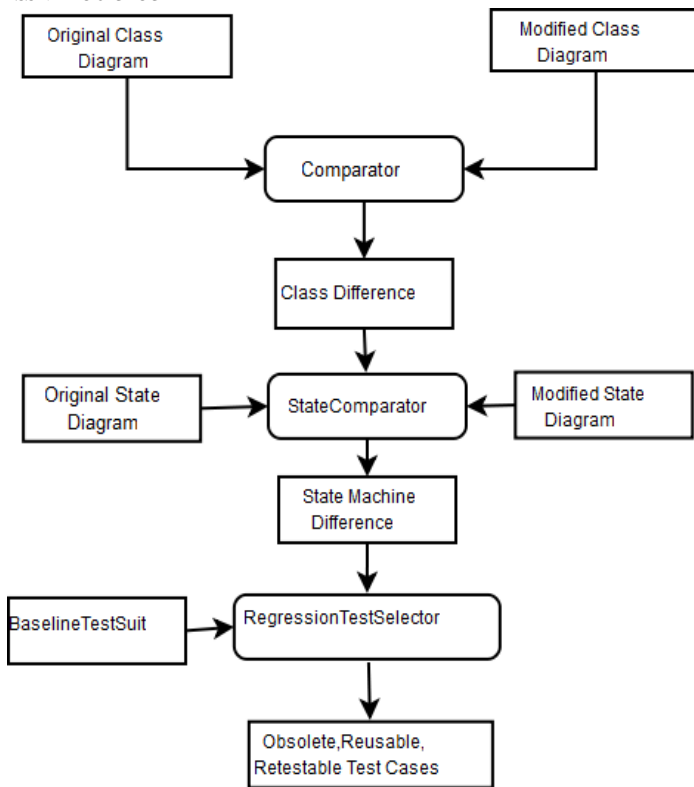 Original Class
Diagram
Modified Class
Diagram
Comparator
Class Difference
Original State
Diagram
StateComparator
Modified State
Diagram
State Machine
Difference
BaselineTestSuit
RegressionTestSelector
Obsolete,Reusable,
Retestable Test Cases